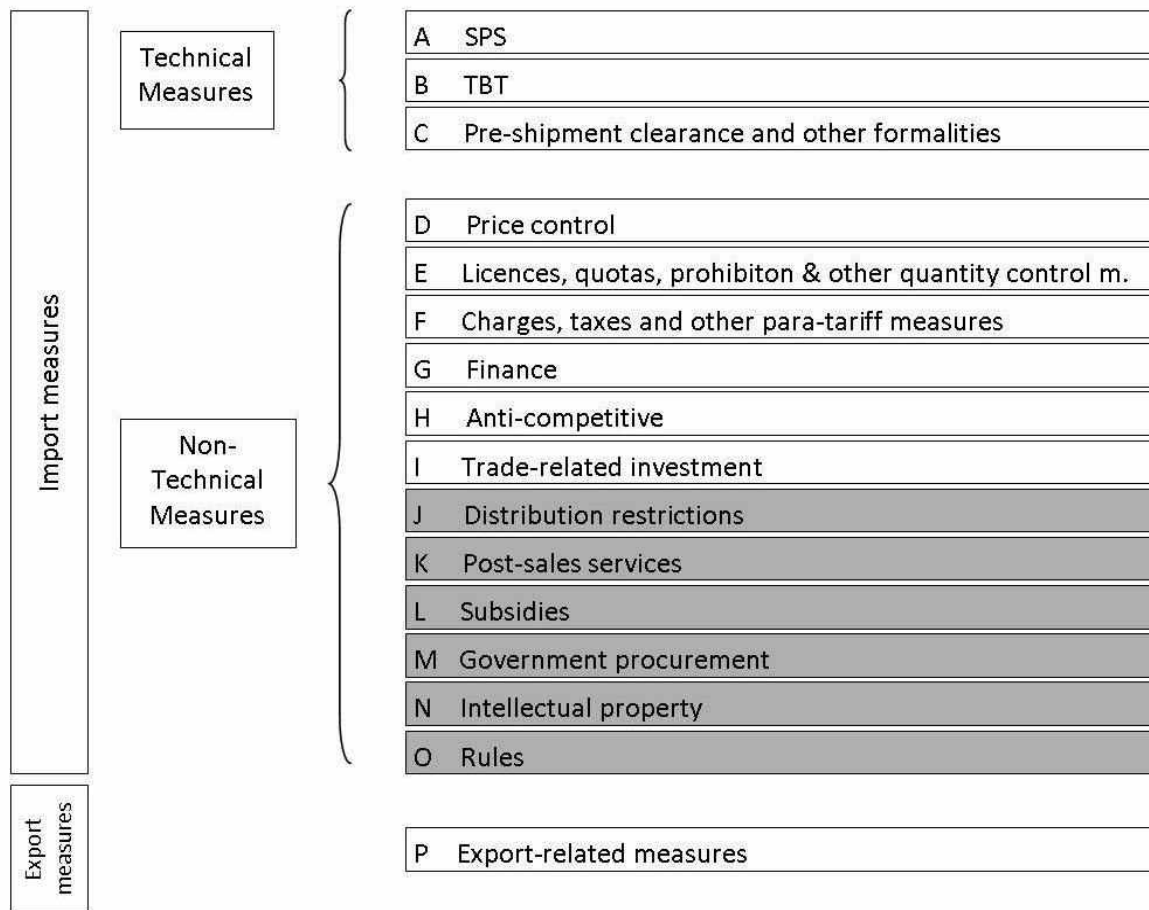 Import measures
Technical
Measures
A SPS
B TBT
C Pre-shipment clearance and other formalities
Non-
Technical
Measures
D Price control
E Licences, quotas, prohibiton & other quantity control m.
F Charges, taxes and other para-tariff measures
G Finance
H Anti-competitive
I Trade-related investment
J Distribution restrictions
K Post-sales services
L Subsidies
M Government procurement
N Intellectual property
O Rules
Export
measures
P Export-related measures